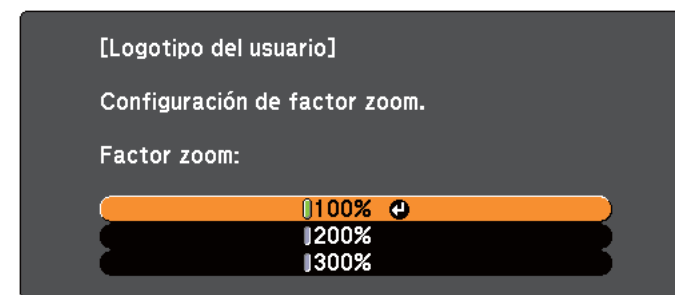 [Logotipo del usuario]
Configuración de factor zoom.
Factor zoom:
100%
200%
300%